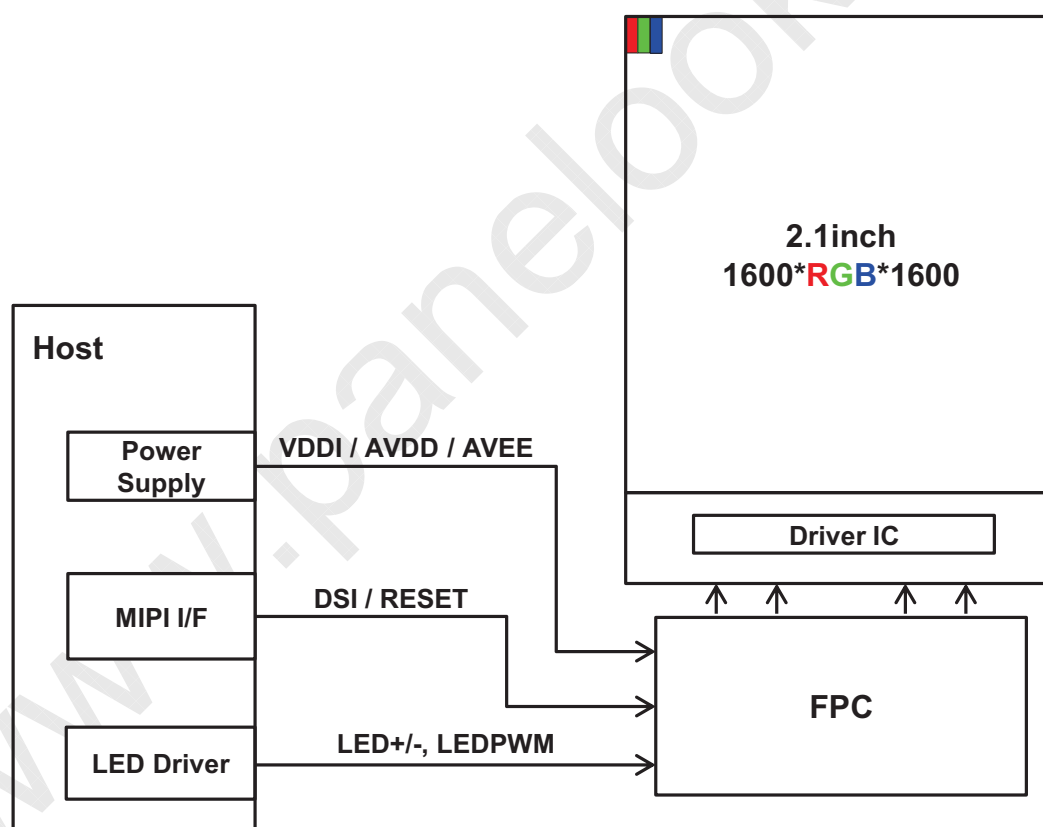 www.panelook
2.1inch
1600*RGB*1600
Host
Power
Supply
VDDI / AVDD / AVEE
Driver IC
MIPI I/F
DSI / RESET
FPC
LED Driver
LED+/-, LEDPWM